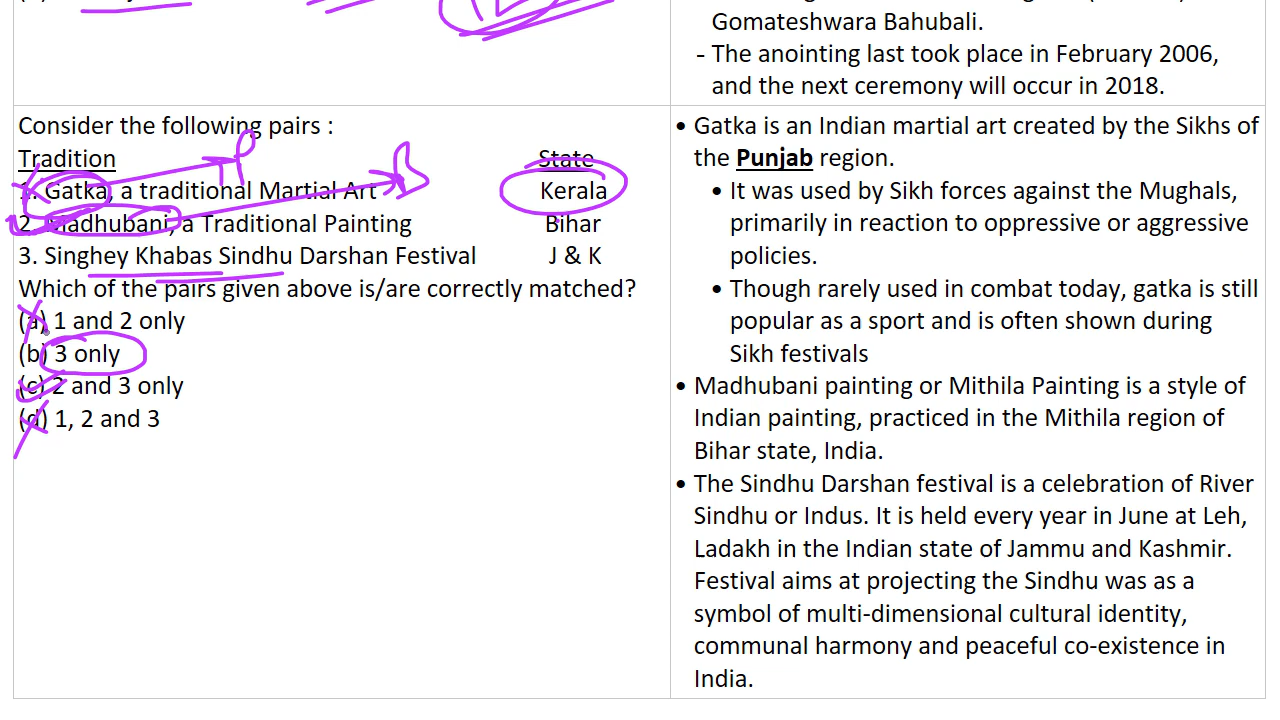 Gomateshwara Bahubali.
- The anointing last took place in February 2006,
and the next ceremony will occur in 2018.
Consider the following pairs :
Tradition State
1. Gatka, a traditional Martial Art Kerala
2. Madhubani, a Traditional Painting Bihar
3. Singhey Khabas Sindhu Darshan Festival J & K
Which of the pairs given above is/are correctly matched?
(a) 1 and 2 only
(b) 3 only
(c) 2 and 3 only
(d) 1, 2 and 3
P
B
• Gatka is an Indian martial art created by the Sikhs of
the Punjab region.
• It was used by Sikh forces against the Mughals,
primarily in reaction to oppressive or aggressive
policies.
• Though rarely used in combat today, gatka is still
popular as a sport and is often shown during
Sikh festivals
• Madhubani painting or Mithila Painting is a style of
Indian painting, practiced in the Mithila region of
Bihar state, India.
• The Sindhu Darshan festival is a celebration of River
Sindhu or Indus. It is held every year in June at Leh,
Ladakh in the Indian state of Jammu and Kashmir.
Festival aims at projecting the Sindhu was as a
symbol of multi-dimensional cultural identity,
communal harmony and peaceful co-existence in
India.